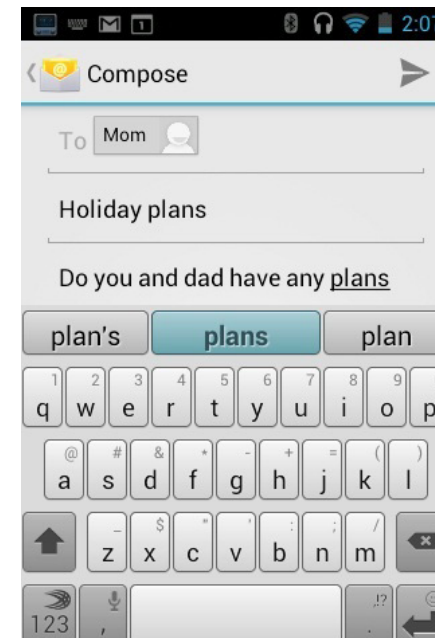 1 2:07
Compose
To Mom
Holiday plans
Do you and dad have any plans
plan's plans plan
1 2 3 4 5 6 7 8 9
q w e r t y u i o p
@ # & * - + = ( )
a s d f g h j k l
_ $ " ' : ; /
z x c v b n m
123 , . ,!?